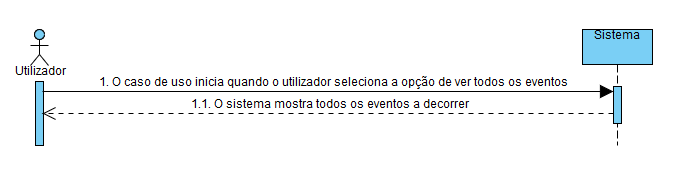 Sistema
Utilizador
1. O caso de uso inicia quando o utilizador seleciona a opção de ver todos os eventos
1.1. O sistema mostra todos os eventos a decorrer